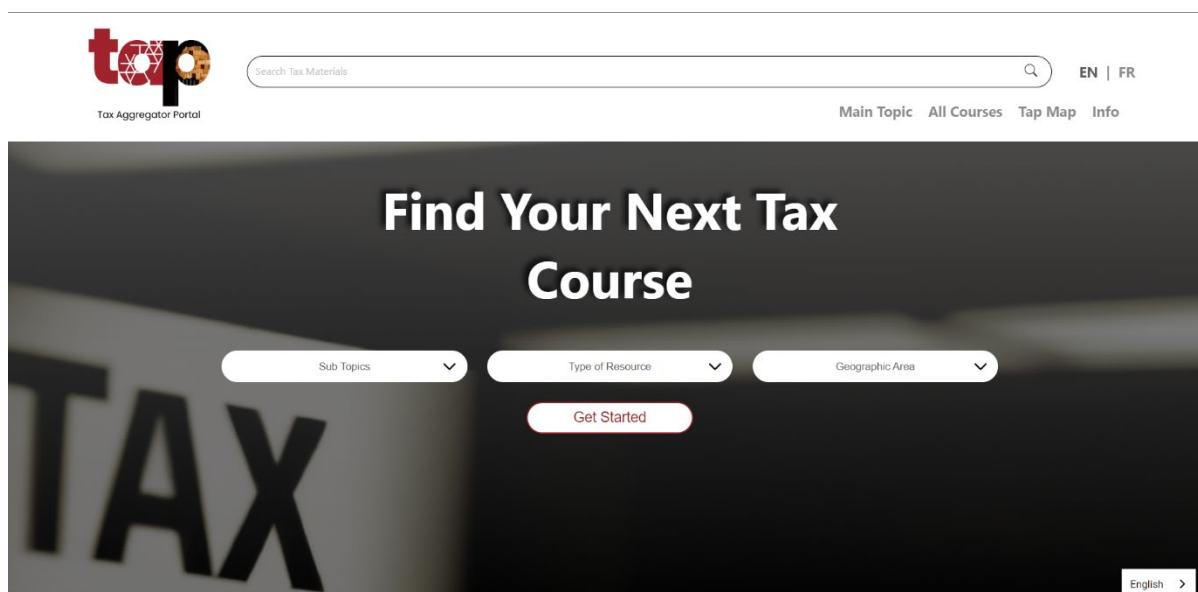 tap
Tax Aggregator Portal
Search Tax Materials
EN | FR
Main Topic All Courses Tap Map Info
Find Your Next Tax
Course
Sub Topics
Type of Resource
Geographic Area
Get Started
TAX
English